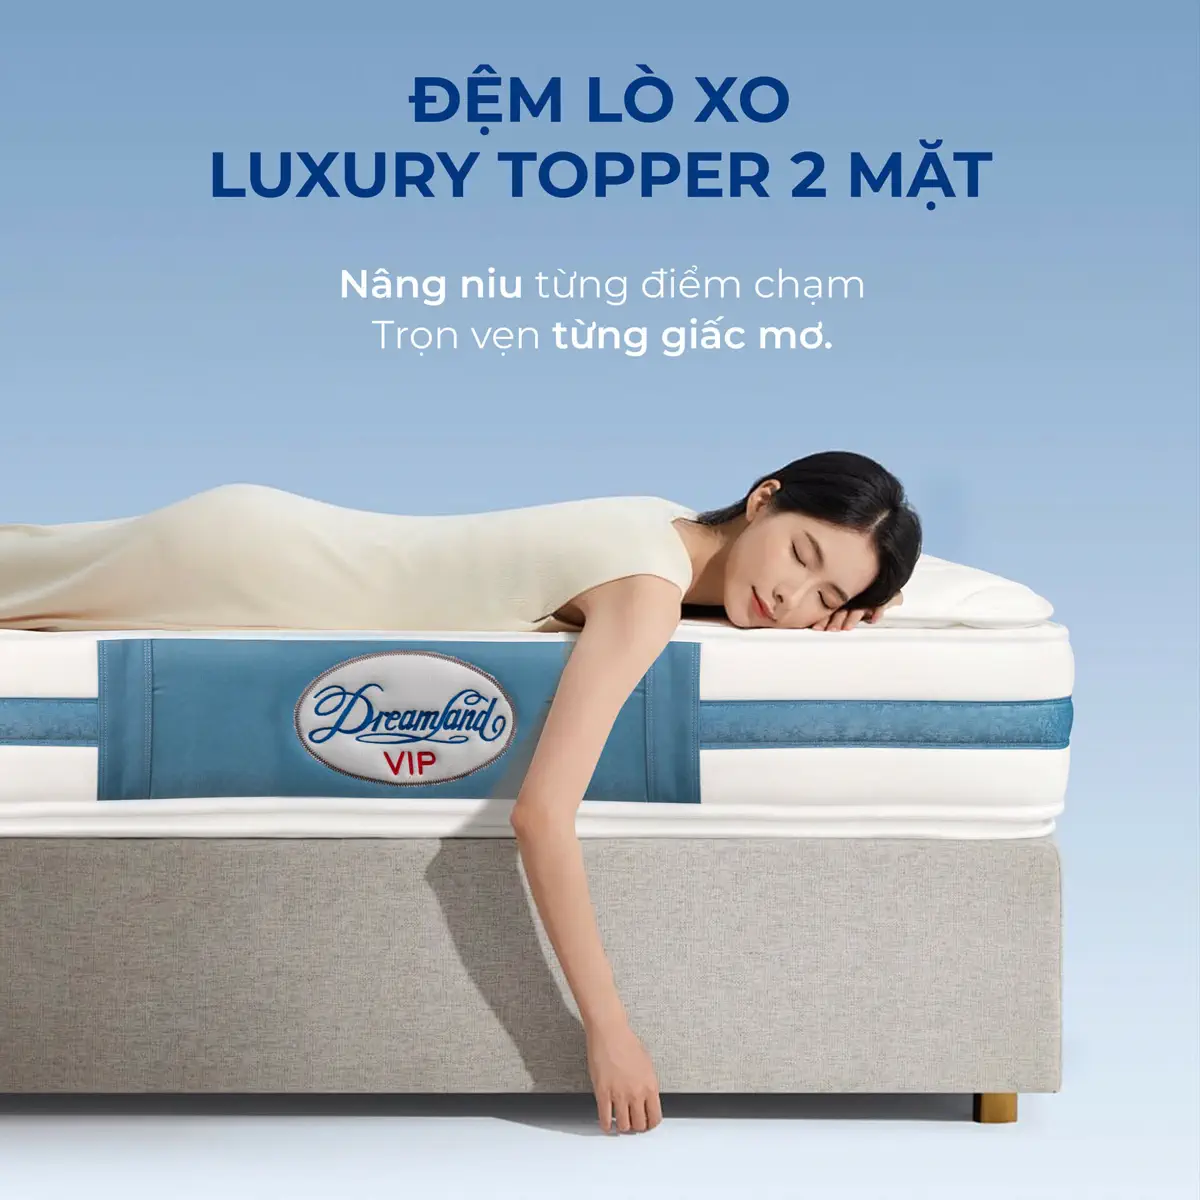 ĐỆM LÒ XO
LUXURY TOPPER 2 MẶT
Nâng niu từng điểm chạm
Trọn vẹn từng giấc mơ.
Dreamland
VIP